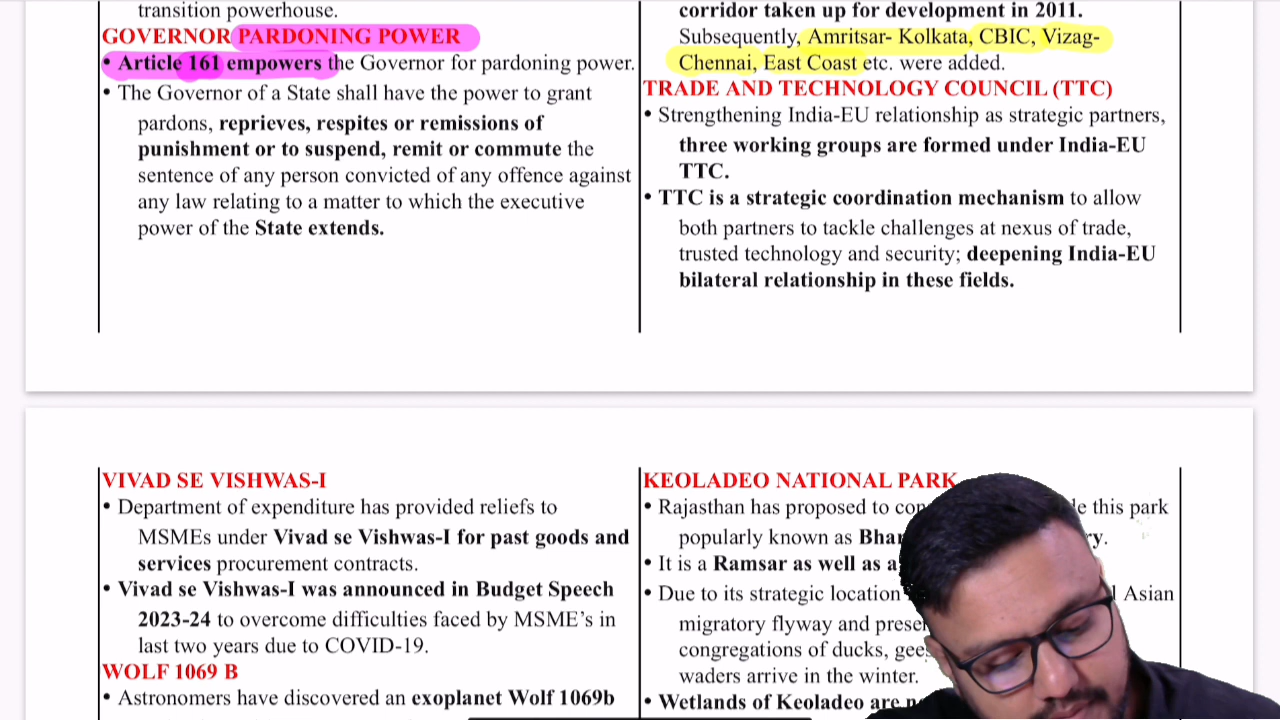 transition powerhouse.
GOVERNOR PARDONING POWER
• Article 161 empowers the Governor for pardoning power.
• The Governor of a State shall have the power to grant
pardons, reprieves, respites or remissions of
punishment or to suspend, remit or commute the
sentence of any person convicted of any offence against
any law relating to a matter to which the executive
power of the State extends.
corridor taken up for development in 2011.
Subsequently, Amritsar- Kolkata, CBIC, Vizag-
Chennai, East Coast etc. were added.
TRADE AND TECHNOLOGY COUNCIL (TTC)
• Strengthening India-EU relationship as strategic partners,
three working groups are formed under India-EU
TTC.
• TTC is a strategic coordination mechanism to allow
both partners to tackle challenges at nexus of trade,
trusted technology and security; deepening India-EU
bilateral relationship in these fields.
VIVAD SE VISHWAS-I
• Department of expenditure has provided reliefs to
MSMEs under Vivad se Vishwas-I for past goods and
services procurement contracts.
• Vivad se Vishwas-I was announced in Budget Speech
2023-24 to overcome difficulties faced by MSME’s in
last two years due to COVID-19.
WOLF 1069 B
• Astronomers have discovered an exoplanet Wolf 1069b
KEOLADEO NATIONAL PARK
• Rajasthan has proposed to this park
popularly known as
• It is a Ramsar as well as a
• Due to its strategic location Asian
migratory flyway and
congregations of ducks,
waders arrive in the winter.
• Wetlands of Keoladeo are